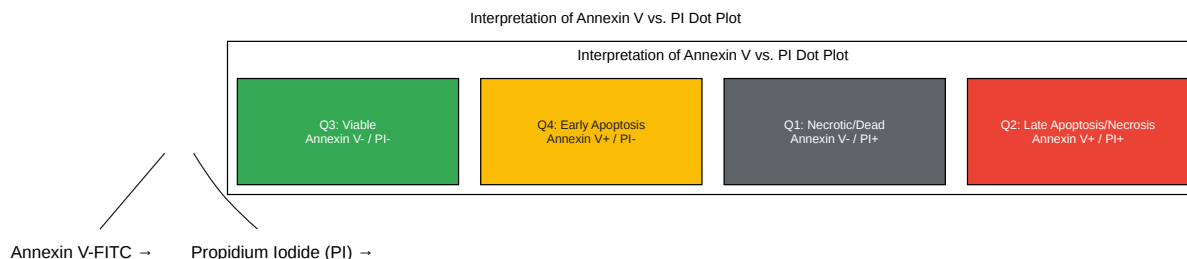 Interpretation of Annexin V vs. PI Dot Plot
Interpretation of Annexin V vs. PI Dot Plot
Q3: Viable
Annexin V- / PI-
Q4: Early Apoptosis
Annexin V+ / PI-
Q1: Necrotic/Dead
Annexin V- / PI+
Q2: Late Apoptosis/Necrosis
Annexin V+ / PI+
Annexin V-FITC →
Propidium Iodide (PI) →